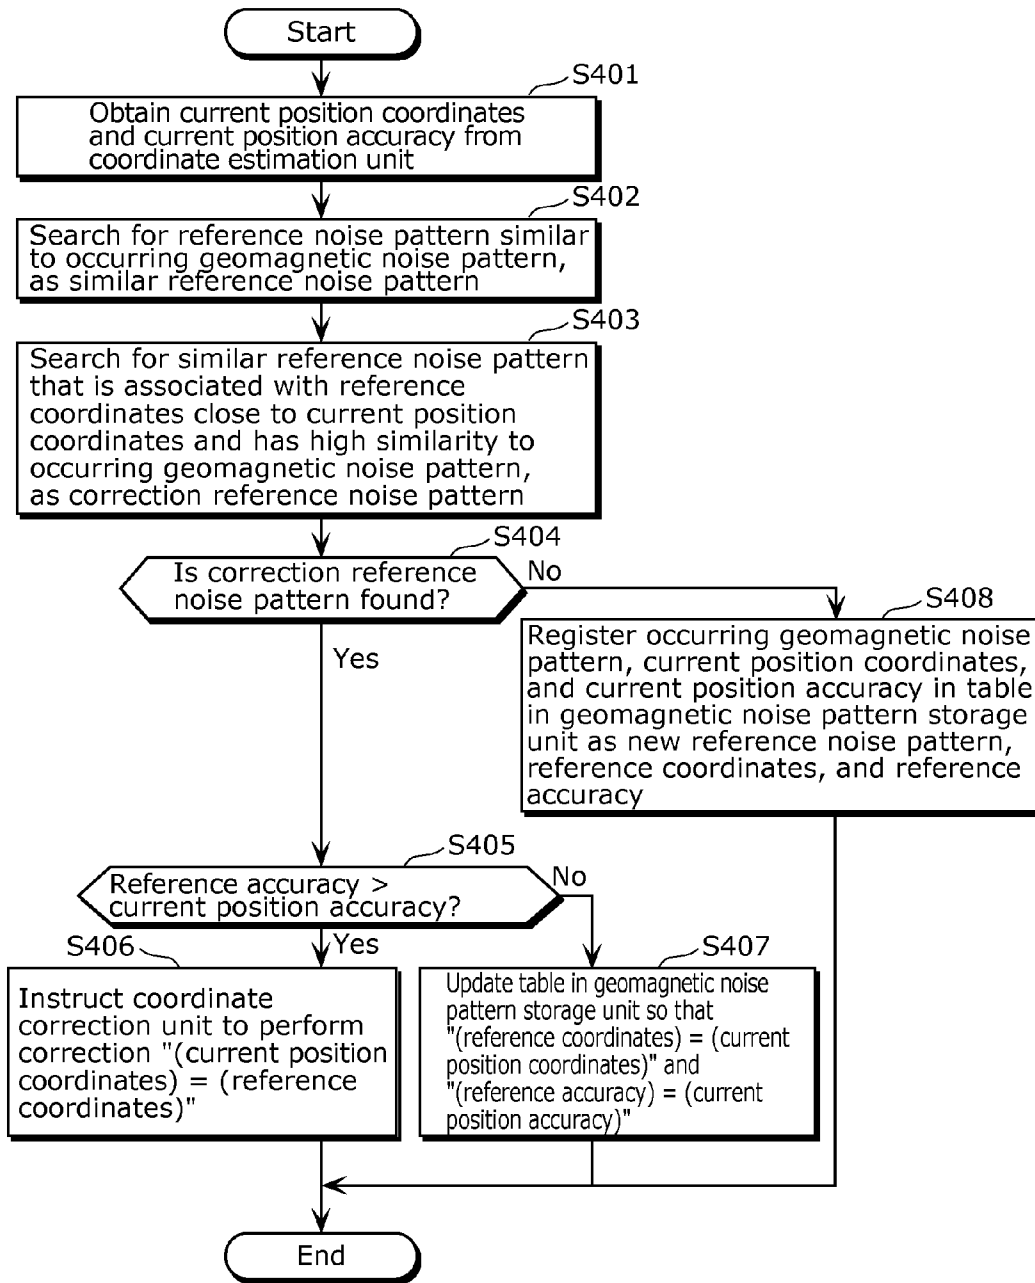 Start
S401
Obtain current position coordinates
and current position accuracy from
coordinate estimation unit
S402
Search for reference noise pattern similar
to occurring geomagnetic noise pattern,
as similar reference noise pattern
S403
Search for similar reference noise pattern
that is associated with reference
coordinates close to current position
coordinates and has high similarity to
occurring geomagnetic noise pattern,
as correction reference noise pattern
S404
Is correction reference
noise pattern found?
No
Yes
S408
Register occurring geomagnetic noise
pattern, current position coordinates,
and current position accuracy in table
in geomagnetic noise pattern storage
unit as new reference noise pattern,
reference coordinates, and reference
accuracy
S405
Reference accuracy >
current position accuracy?
No
Yes
S406
Instruct coordinate
correction unit to perform
correction "(current position
coordinates) = (reference
coordinates)"
S407
Update table in geomagnetic noise
pattern storage unit so that
"(reference coordinates) = (current
position coordinates)" and
"(reference accuracy) = (current
position accuracy)"
End